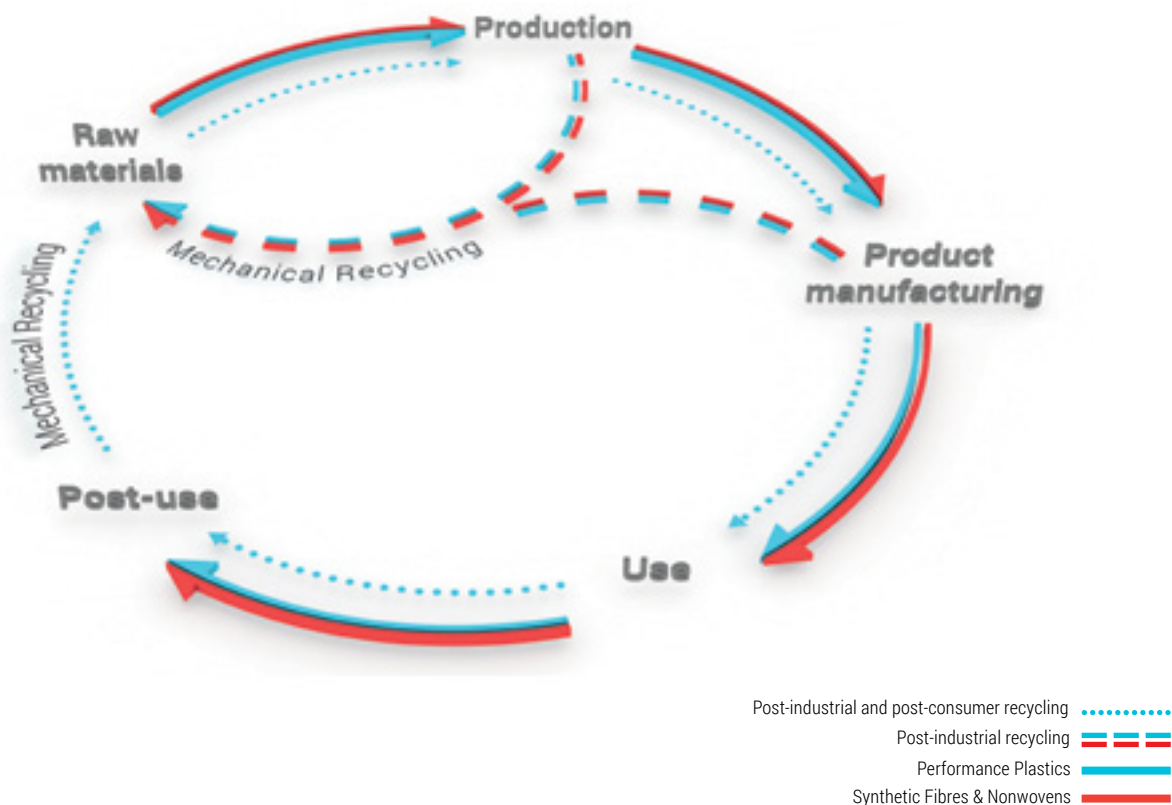 Production
Raw
materials
Mechanical Recycling
Product
manufacturing
Mechanical Recycling
Post-use
Use
Post-industrial and post-consumer recycling
Post-industrial recycling
Performance Plastics
Synthetic Fibres & Nonwovens